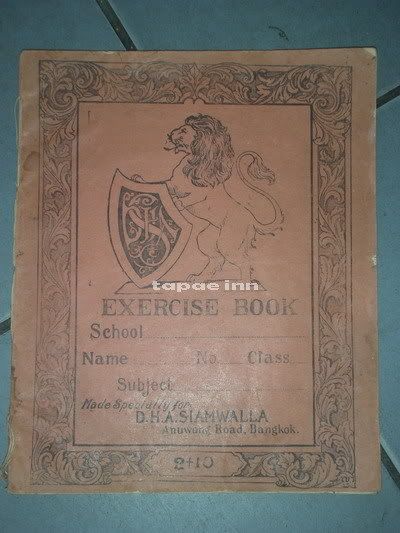 tapae inn
EXERCISE BOOK
School
Name No. Class
Subject
Made Specially for
D.H.A.SIAMWALLA
Anuwong Road, Bangkok.
2+10